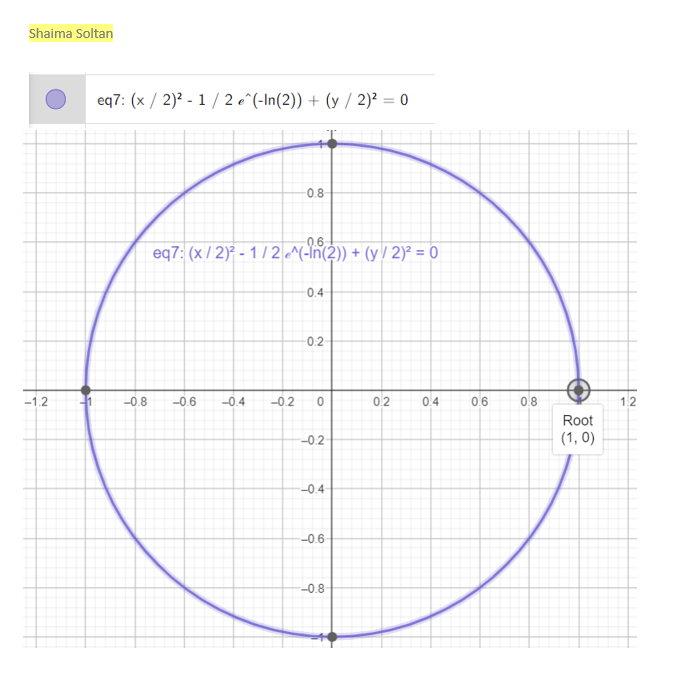 Shaima Soltan
eq7: (x / 2)² - 1 / 2 e^(-ln(2)) + (y / 2)² = 0
1
0.8
0.6
eq7: (x / 2)² - 1 / 2 e^(-ln(2)) + (y / 2)² = 0
0.4
0.2
−1.2 −1 −0.8 −0.6 −0.4 −0.2 0 0.2 0.4 0.6 0.8 1.2
Root
(1, 0)
−0.2
−0.4
−0.6
−0.8
−1